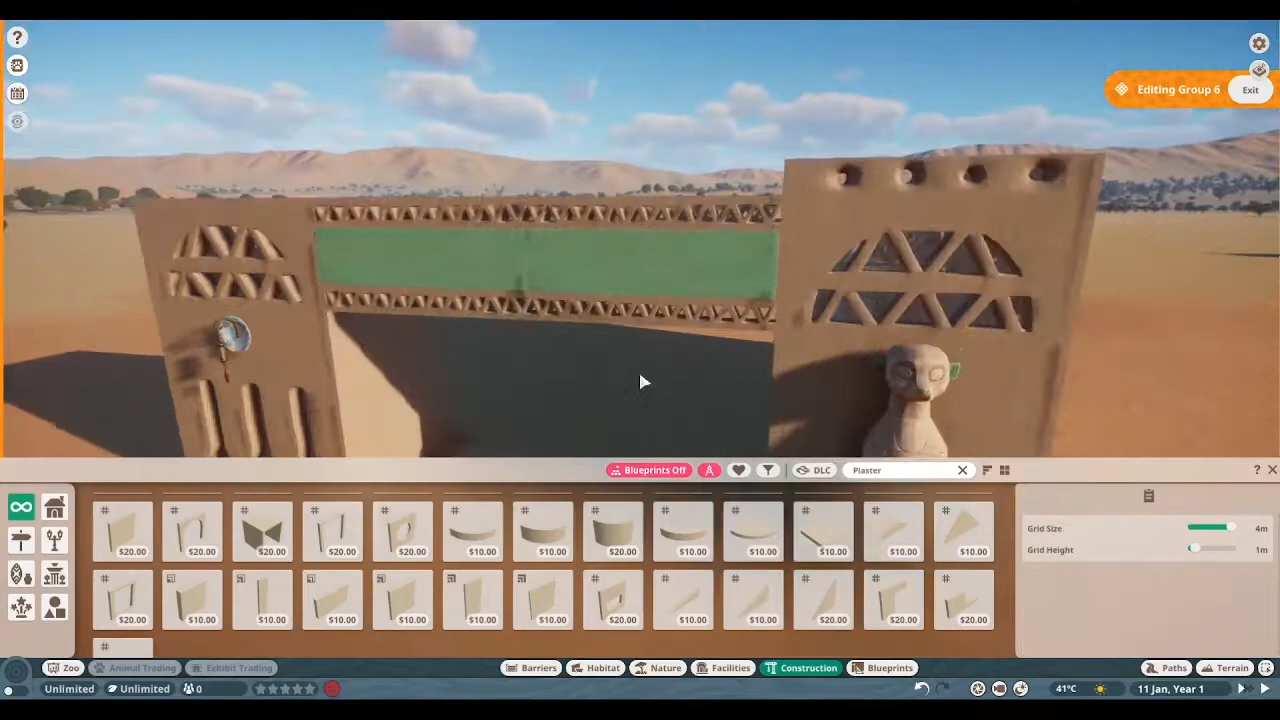 ?
Editing Group 6
Exit
Blueprints Off
DLC
Plaster
?
$20.00 $20.00 $20.00 $20.00 $20.00 $10.00 $10.00 $20.00 $10.00 $10.00 $10.00 $10.00 $10.00
Grid Size 4m
Grid Height 1m
$20.00 $10.00 $10.00 $10.00 $10.00 $10.00 $10.00 $20.00 $10.00 $10.00 $20.00 $20.00 $20.00
Zoo Animal Trading Exhibit Trading Barriers Habitat Nature Facilities Construction Blueprints Paths Terrain
Unlimited Unlimited 0 41°C 11 Jan, Year 1